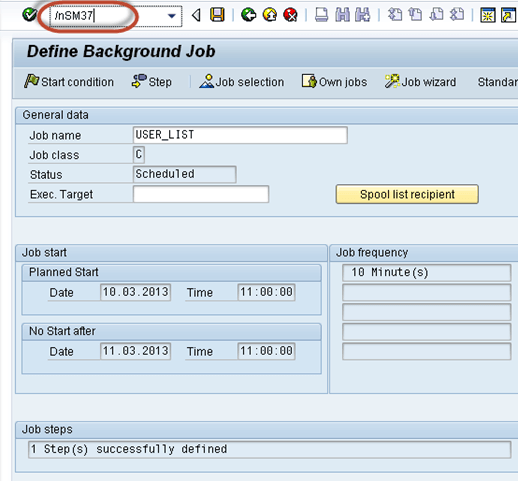 /nSM37
Define Background Job
Start condition Step Job selection Own jobs Job wizard Standar
General data
Job name USER_LIST
Job class C
Status Scheduled
Exec. Target Spool list recipient
Job start Job frequency
Planned Start 10 Minute(s)
Date 10.03.2013 Time 11:00:00
No Start after
Date 11.03.2013 Time 11:00:00
Job steps
1 Step(s) successfully defined